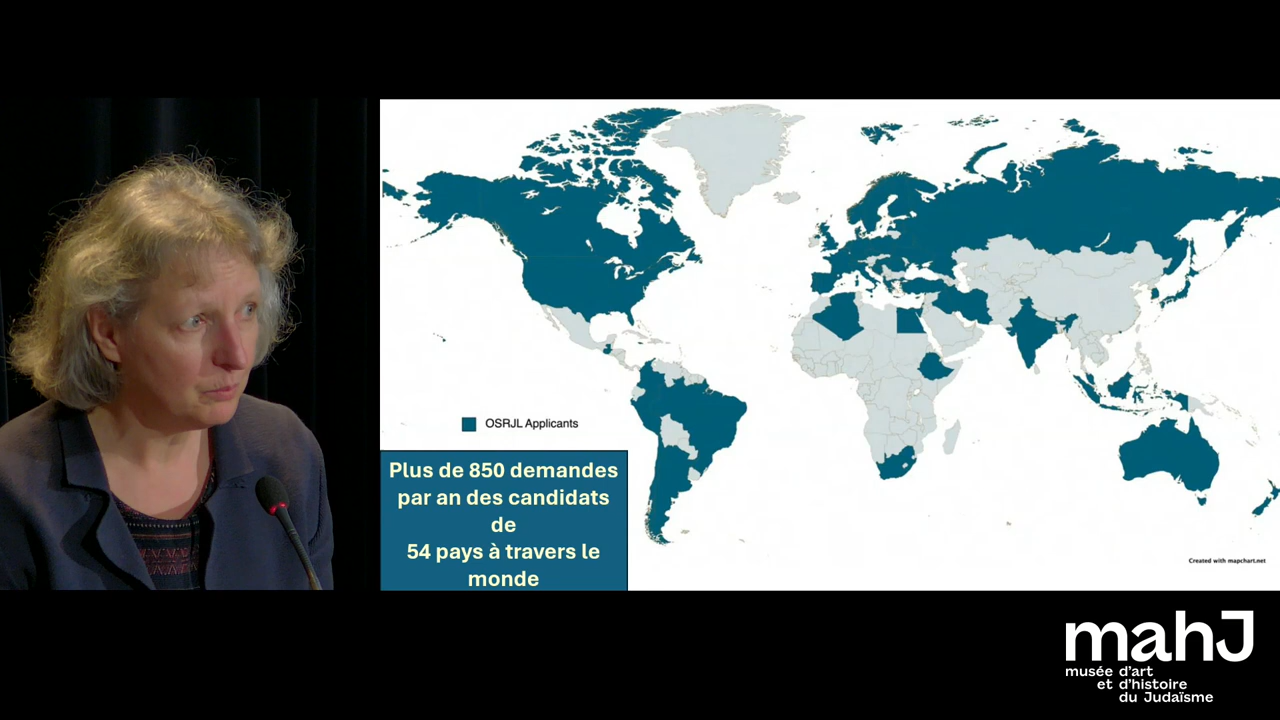 OSRJL Applicants
Plus de 850 demandes
par an des candidats
de
54 pays à travers le
monde
Created with mapchart.net
mahJ
musée d'art
et d'histoire
du Judaïsme